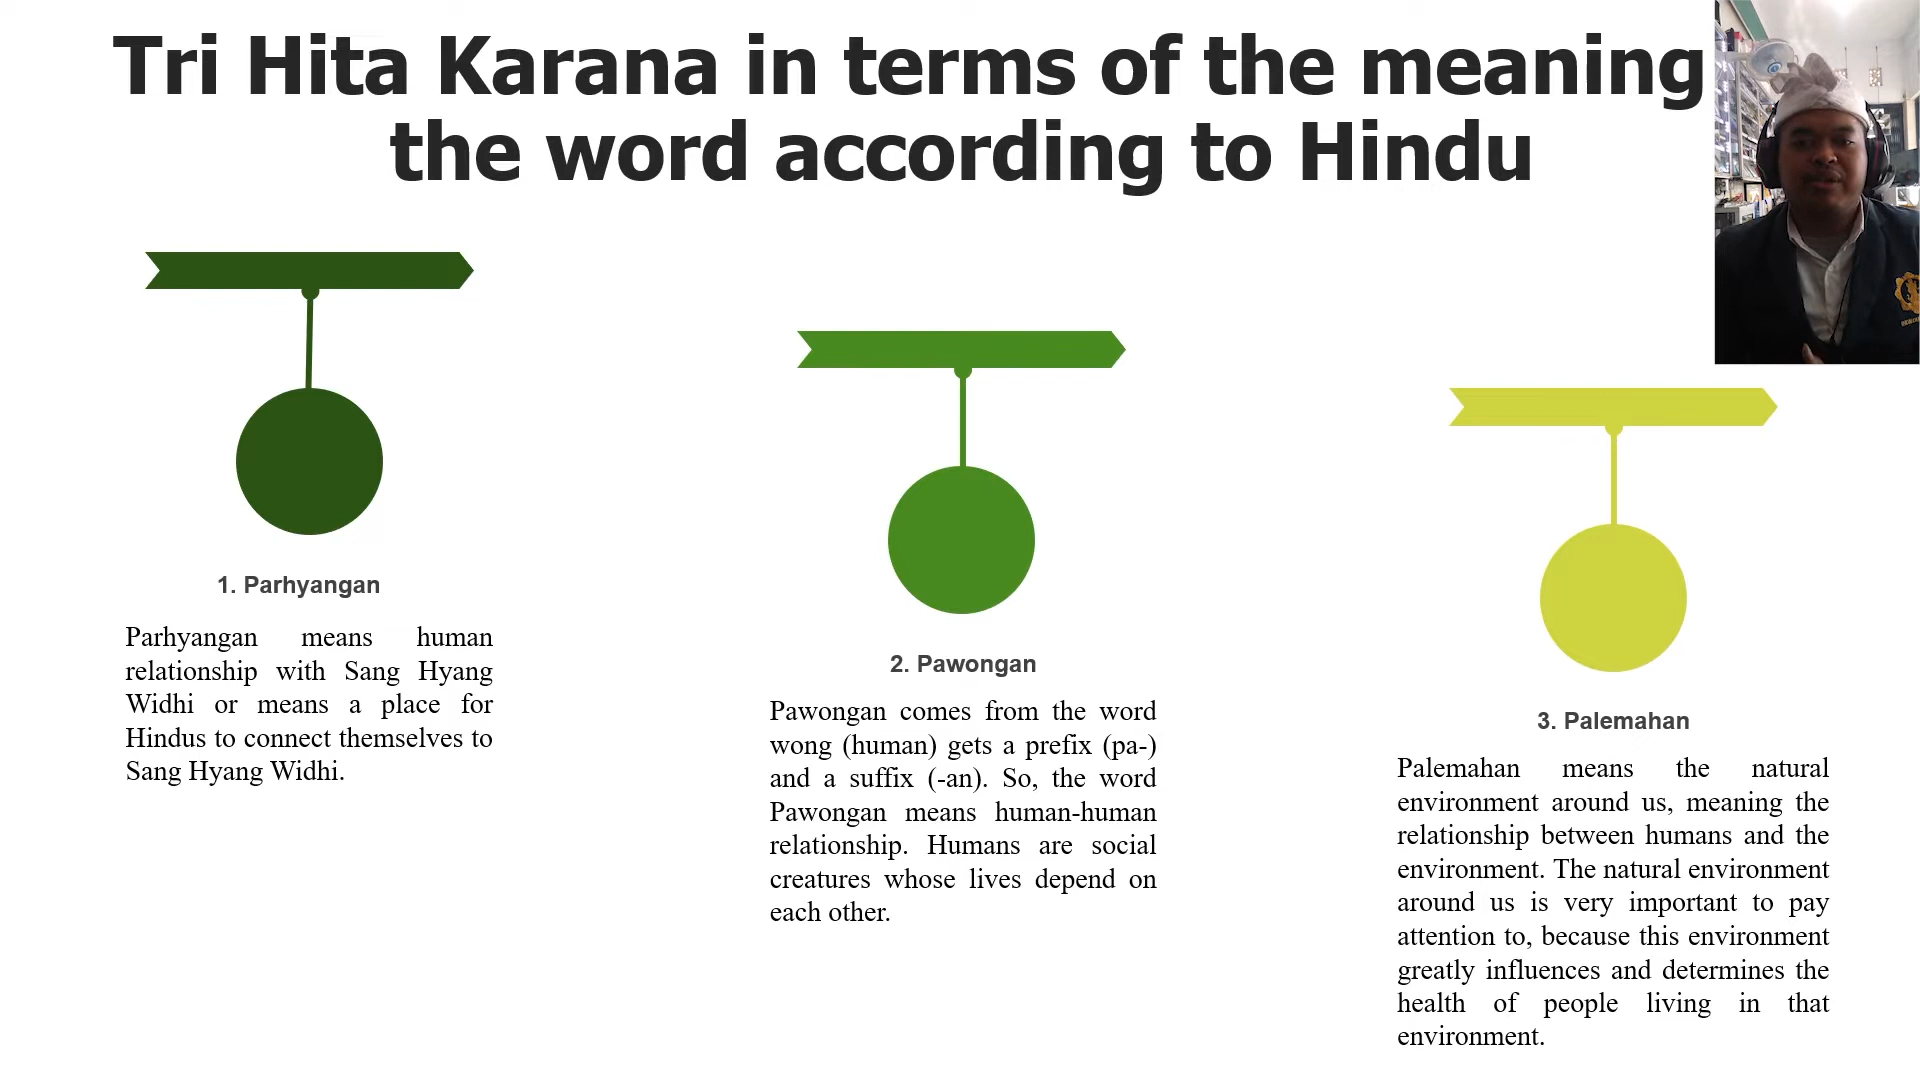 Tri Hita Karana in terms of the meaning
the word according to Hindu
1. Parhyangan
Parhyangan means human
relationship with Sang Hyang
Widhi or means a place for
Hindus to connect themselves to
Sang Hyang Widhi.
2. Pawongan
Pawongan comes from the word
wong (human) gets a prefix (pa-)
and a suffix (-an). So, the word
Pawongan means human-human
relationship. Humans are social
creatures whose lives depend on
each other.
3. Palemahan
Palemahan means the natural
environment around us, meaning the
relationship between humans and the
environment. The natural environment
around us is very important to pay
attention to, because this environment
greatly influences and determines the
health of people living in that
environment.